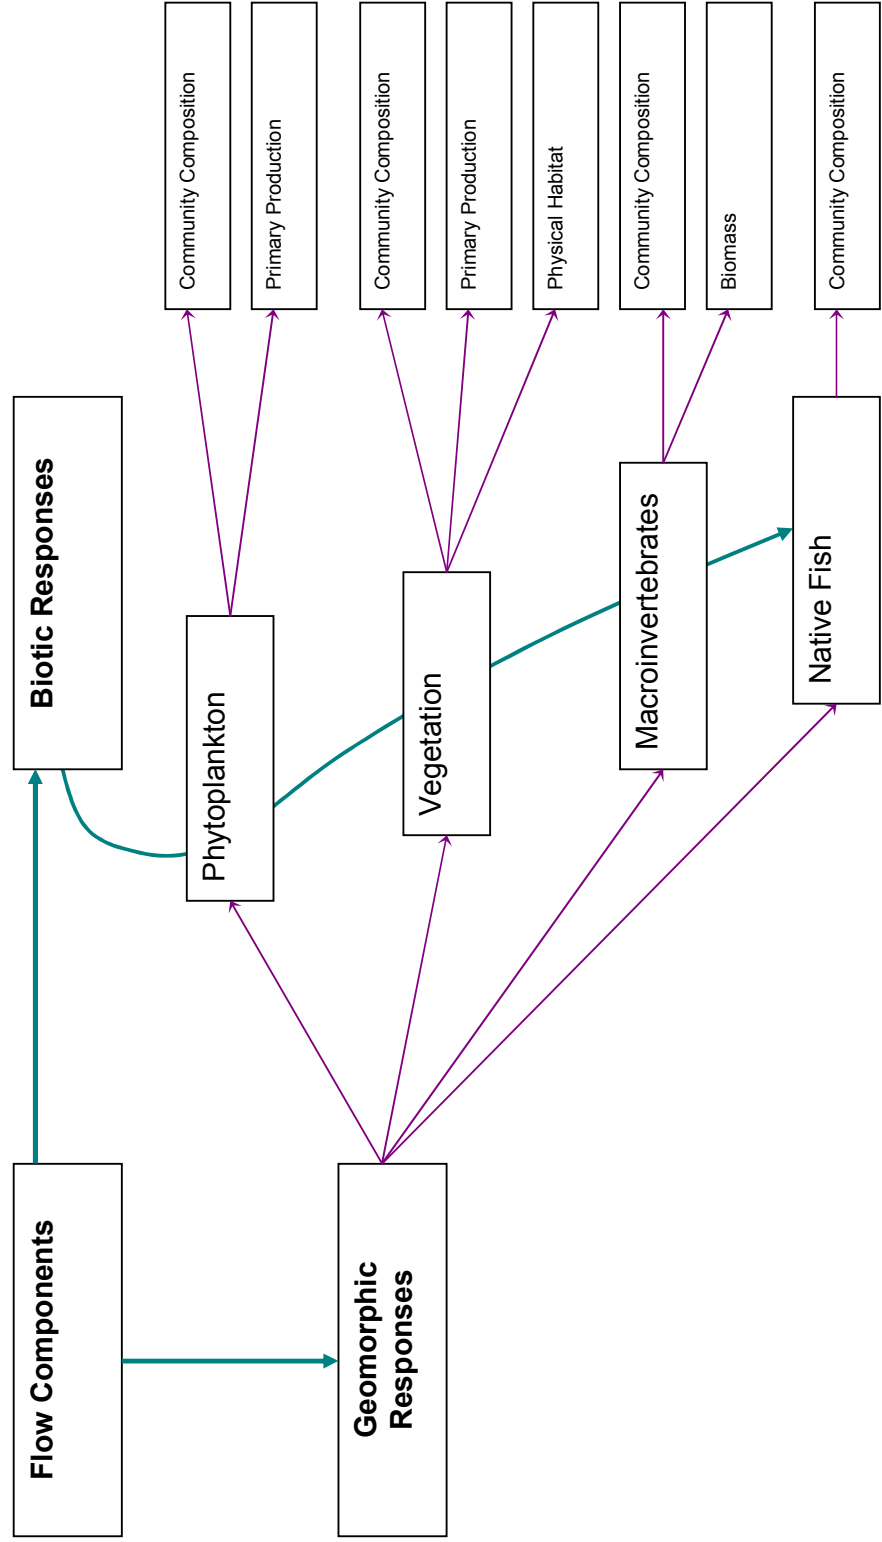 Flow Components
Biotic Responses
Geomorphic
Responses
Phytoplankton
Community Composition
Primary Production
Vegetation
Community Composition
Primary Production
Physical Habitat
Macroinvertebrates
Community Composition
Biomass
Native Fish
Community Composition